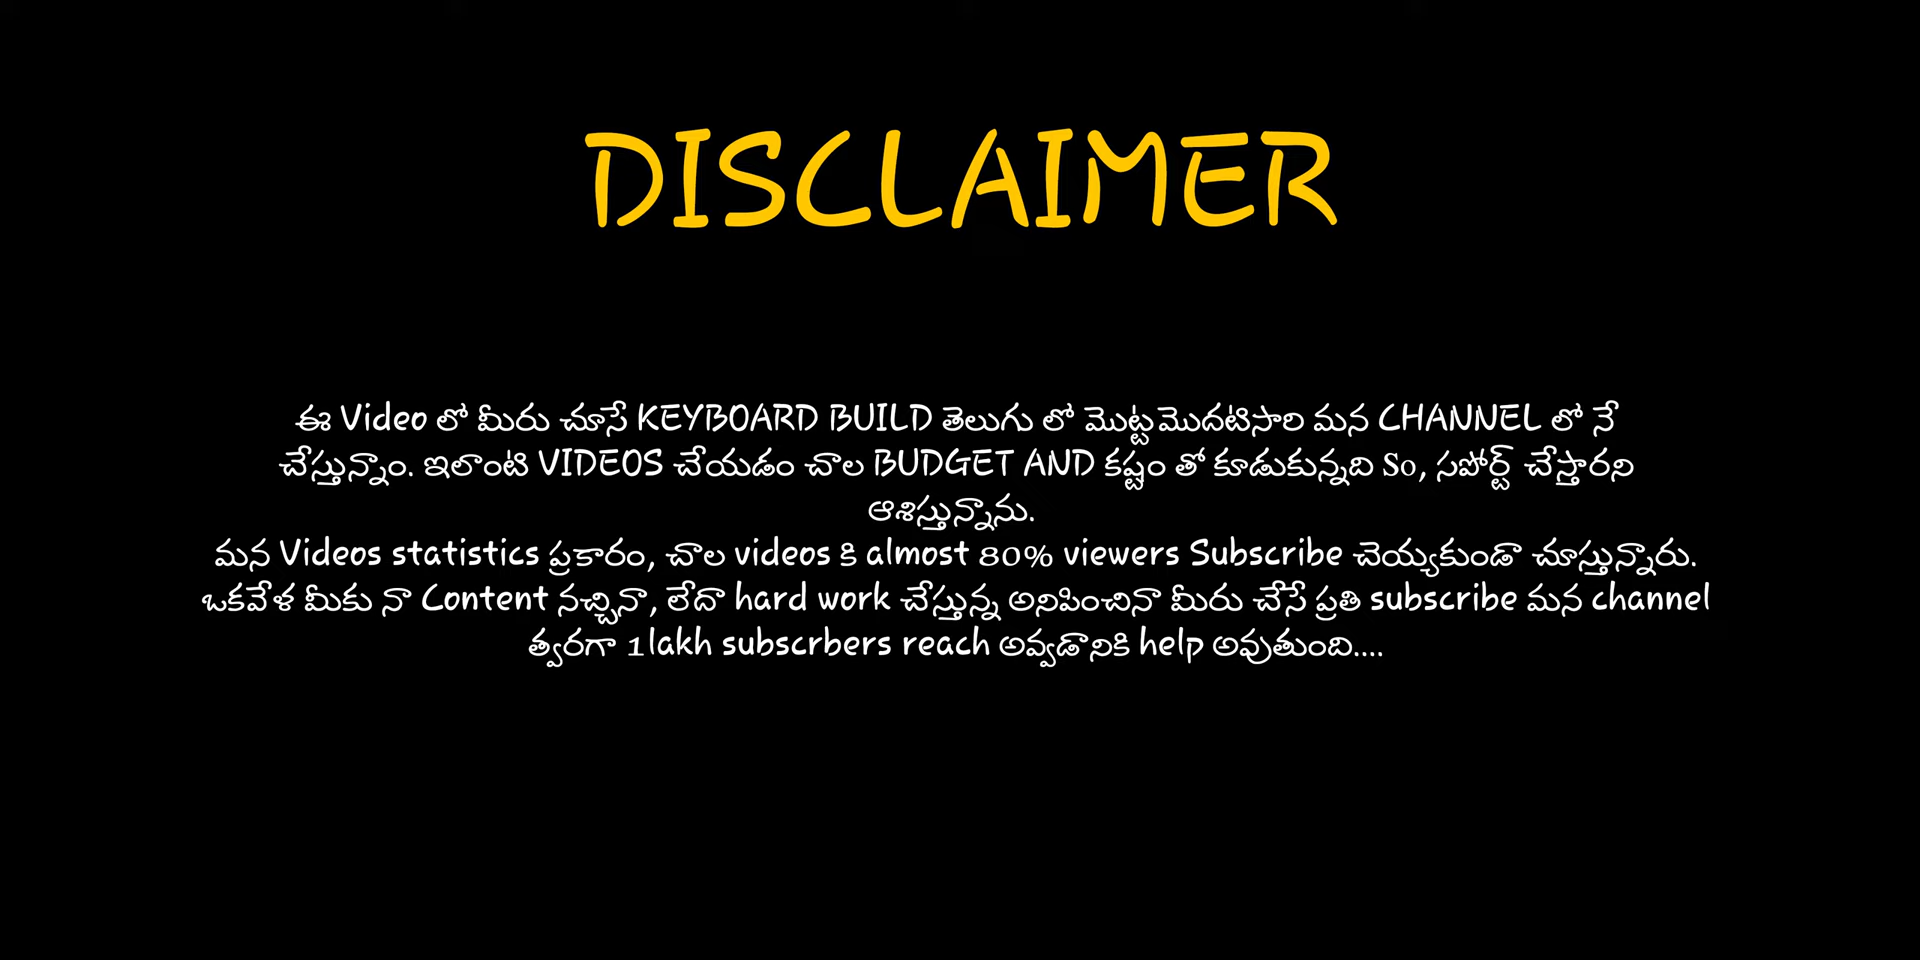 DISCLAIMER
ఈ Video లో మీరు చూసే KEYBOARD BUILD తెలుగు లో మొట్టమొదటిసారి మన CHANNEL లో నే
చేస్తున్నాం. ఇలాంటి VIDEOS చేయడం చాల BUDGET AND కష్టం తో కూడుకున్నది So, సపోర్ట్ చేస్తారని
ఆశిస్తున్నాను.
మన Videos statistics ప్రకారం, చాల videos కి almost 80% viewers Subscribe చెయ్యకుండా చూస్తున్నారు.
ఒకవేళ మీకు నా Content నచ్చినా, లేదా hard work చేస్తున్న అనిపించినా మీరు చేసే ప్రతి subscribe మన channel
త్వరగా 1lakh subscrbers reach అవ్వడానికి help అవుతుంది....